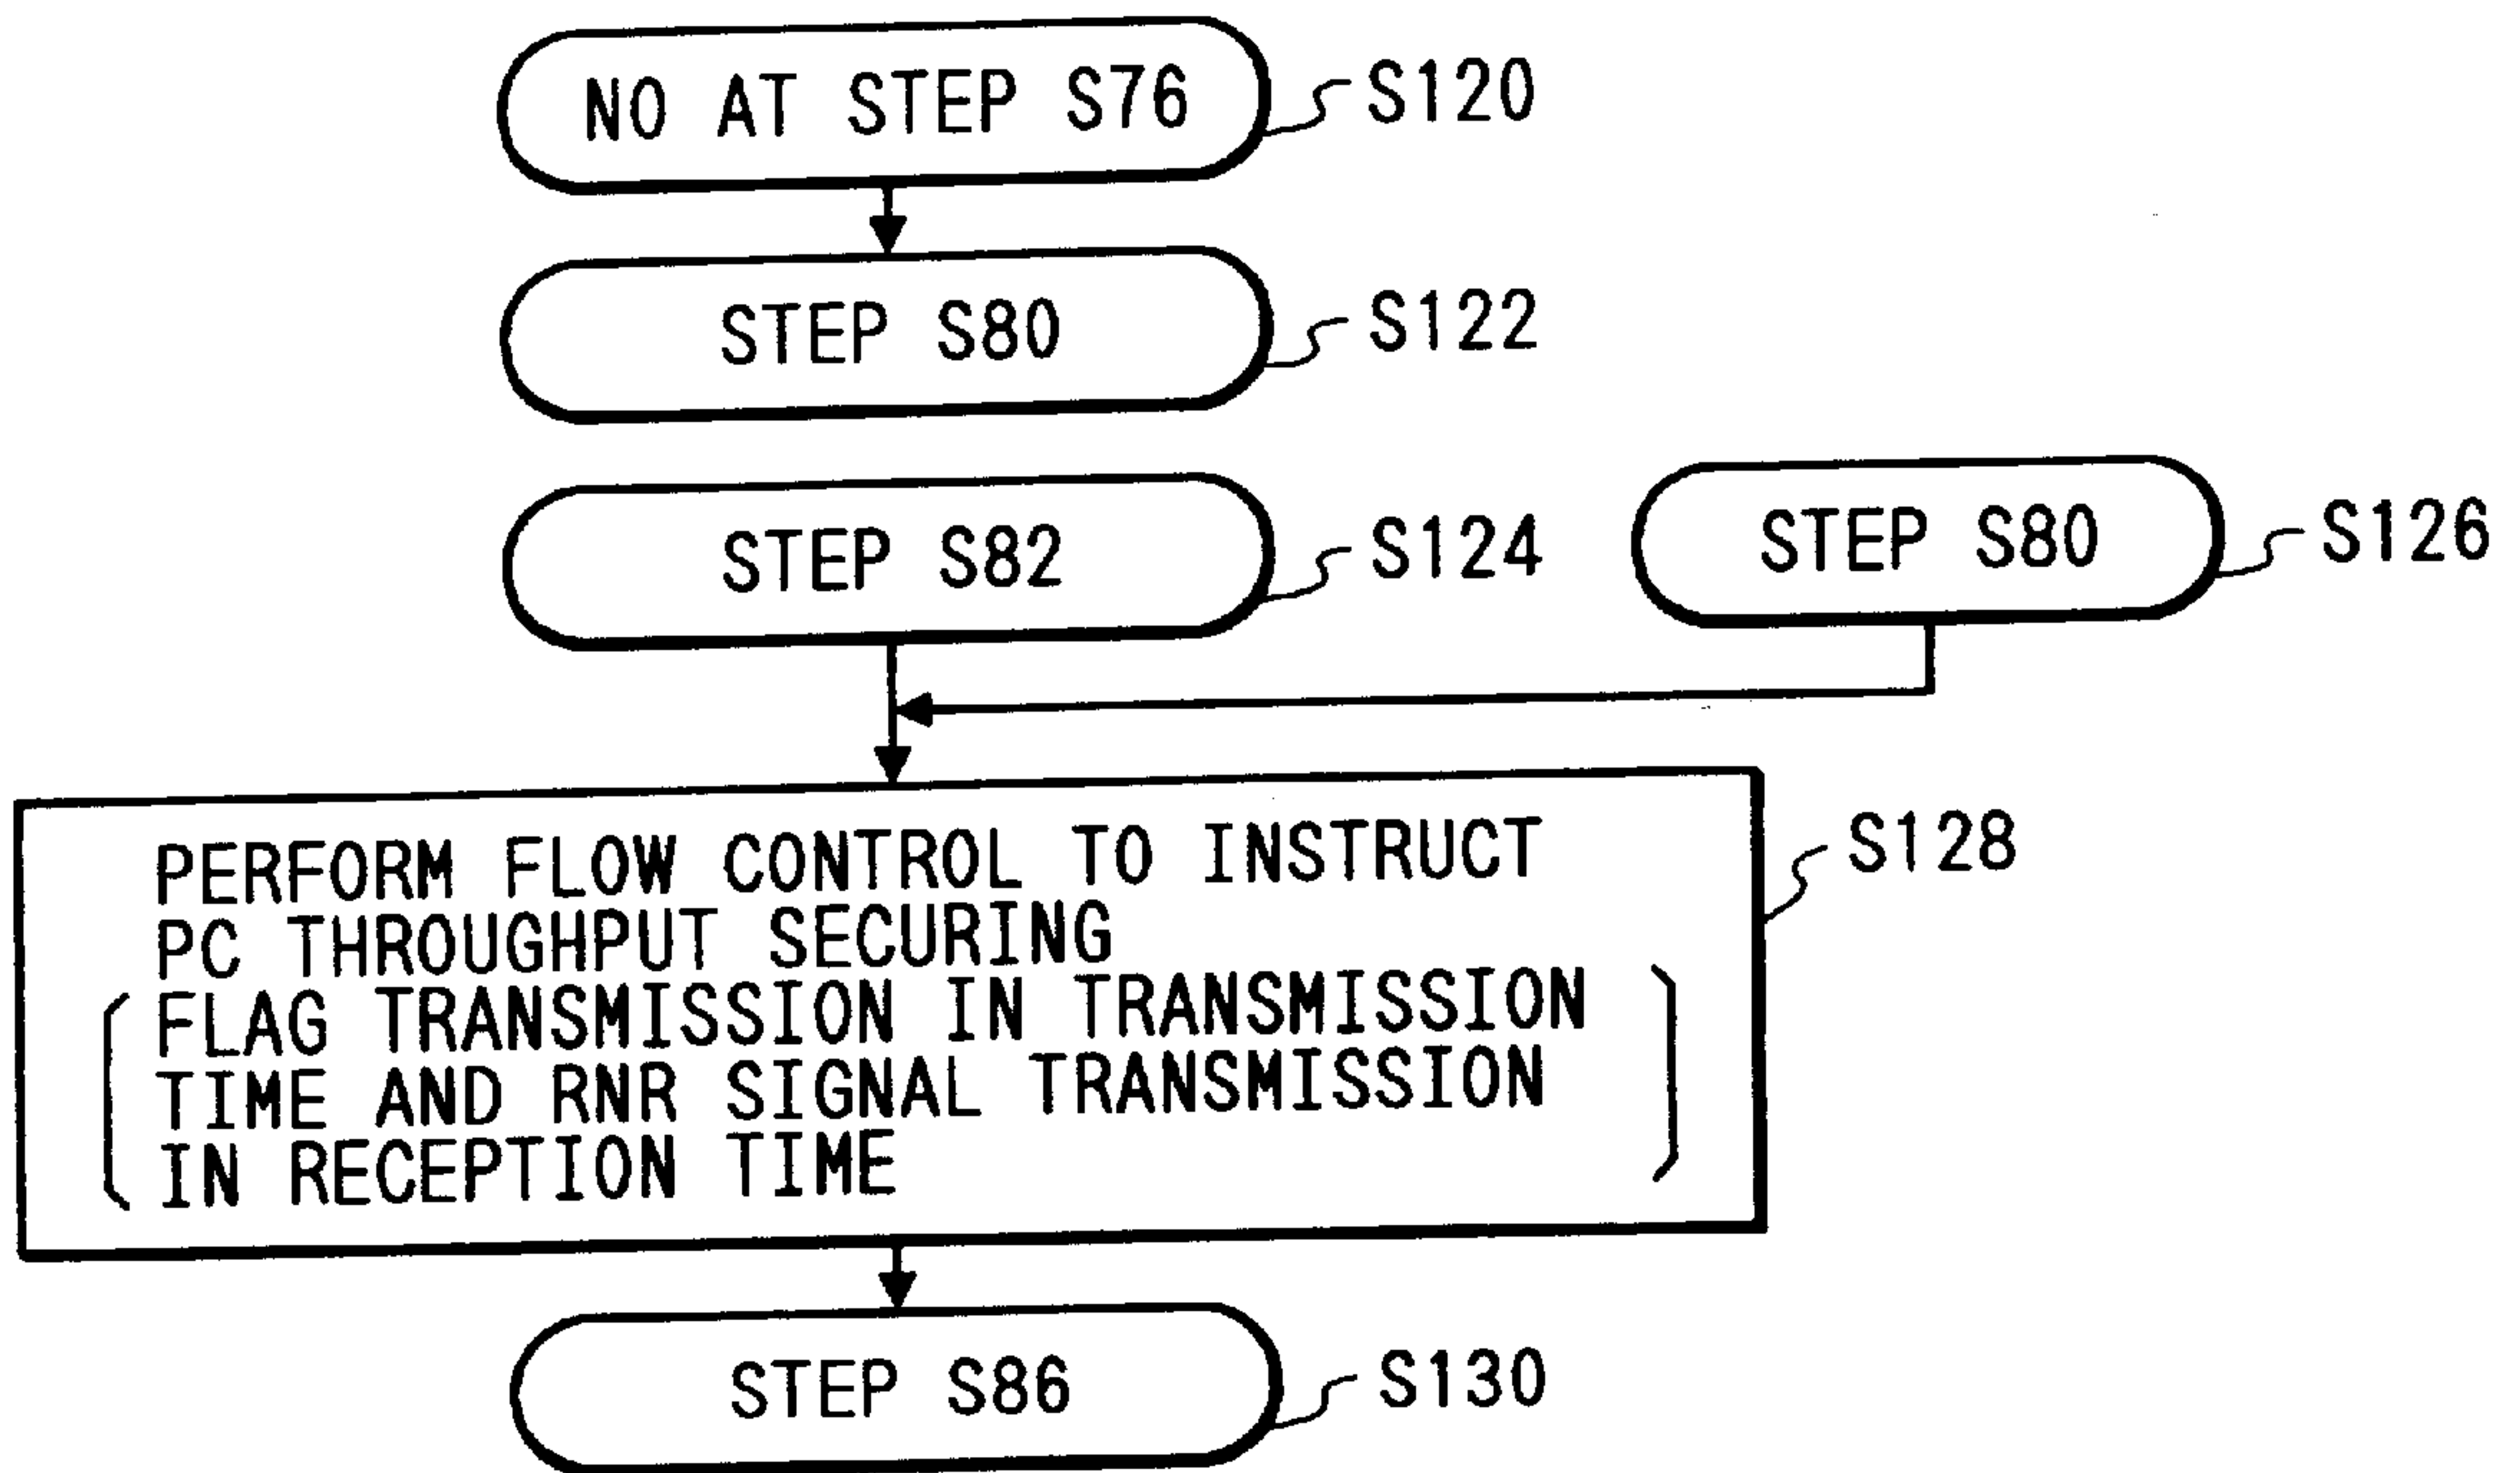 NO AT STEP S76
S120
STEP S80
S122
STEP S82
S124
STEP S80
S126
PERFORM FLOW CONTROL TO INSTRUCT
PC THROUGHPUT SECURING
( FLAG TRANSMISSION IN TRANSMISSION
TIME AND RNR SIGNAL TRANSMISSION
IN RECEPTION TIME )
S128
STEP S86
S130